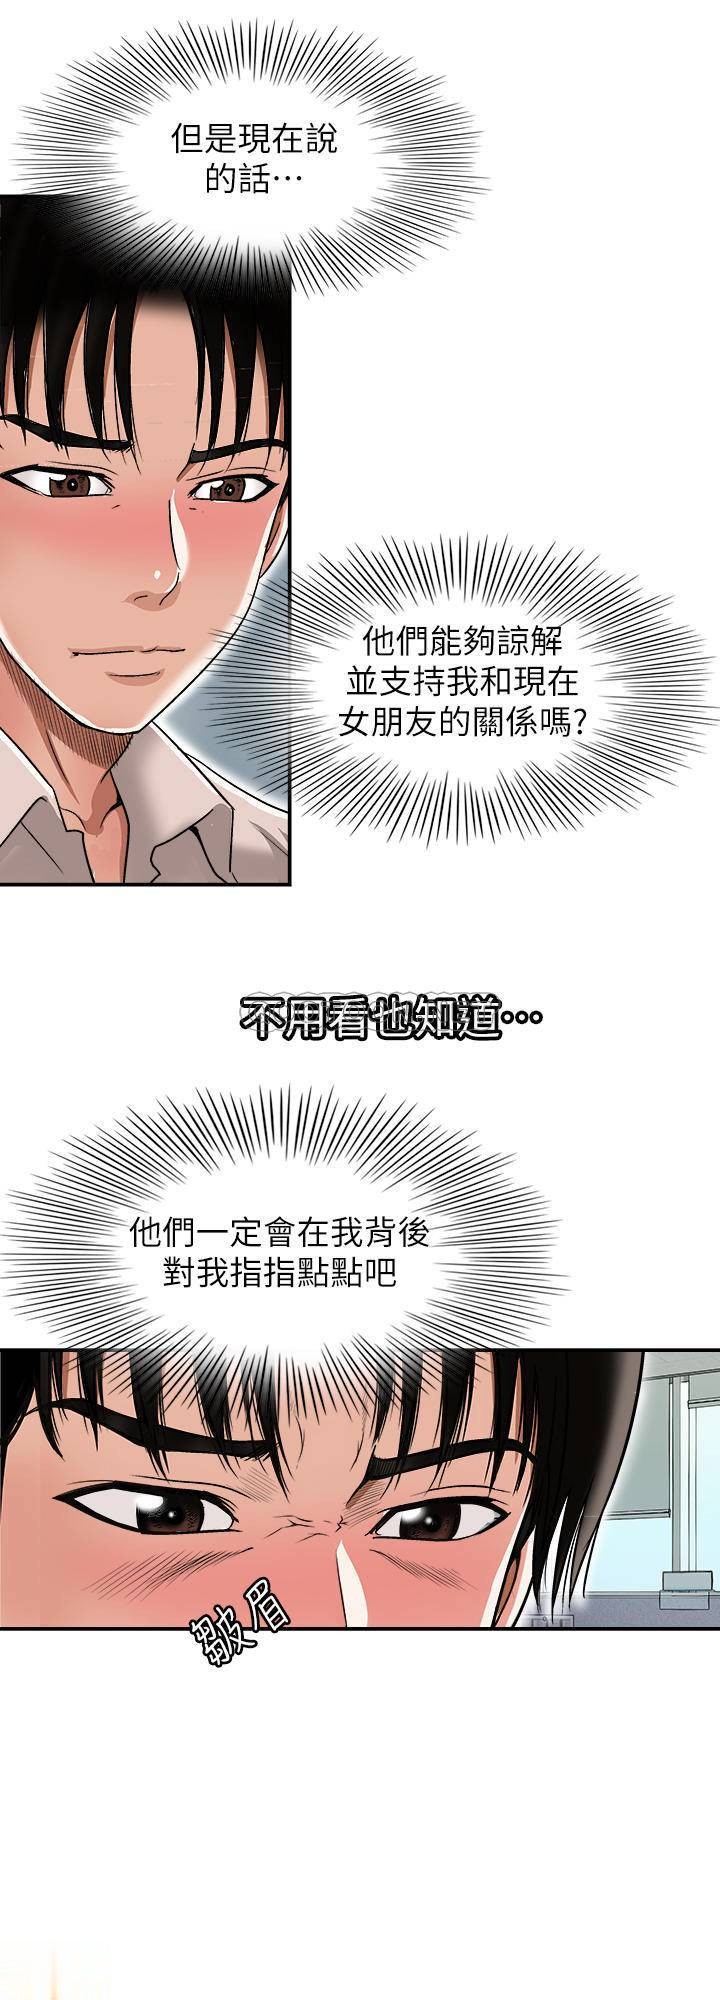 但是現在說
的話⋯
他們能夠諒解
並支持我和現在
女朋友的關係嗎?
不用看也知道⋯
他們一定會在我背後
對我指指點點吧
皺眉